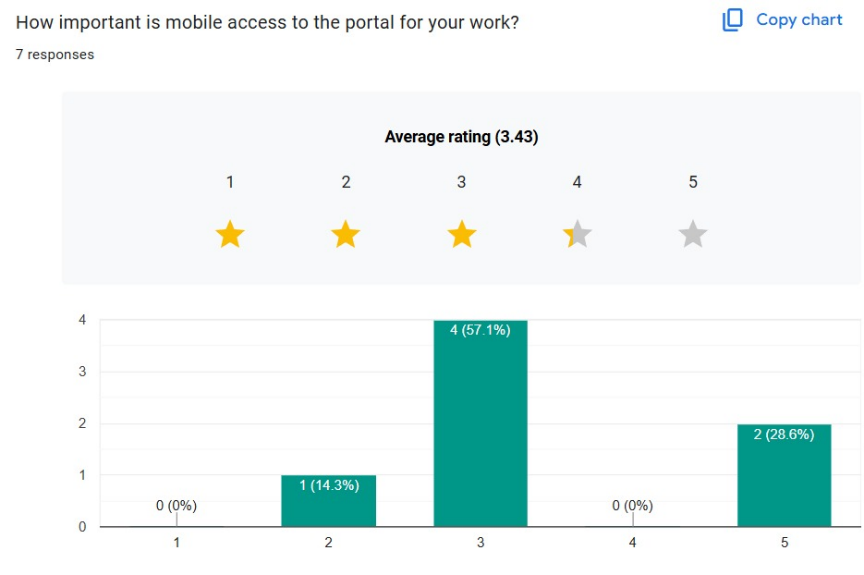 How important is mobile access to the portal for your work?
Copy chart
7 responses
Average rating (3.43)
1 2 3 4 5
4
3
2
1
0
0 (0%)
1 (14.3%)
4 (57.1%)
0 (0%)
2 (28.6%)
1 2 3 4 5